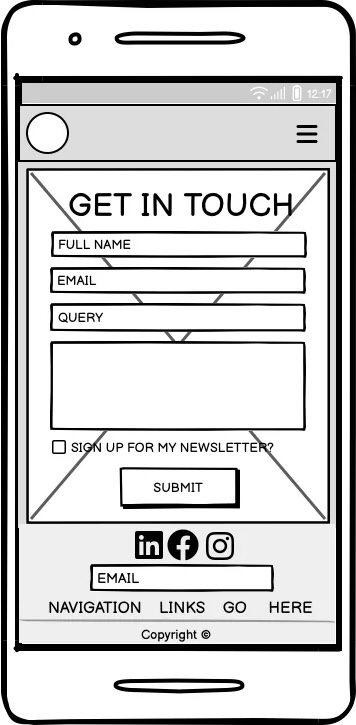 12:17
GET IN TOUCH
FULL NAME
EMAIL
QUERY
SIGN UP FOR MY NEWSLETTER?
SUBMIT
in
EMAIL
NAVIGATION LINKS GO HERE
Copyright ©